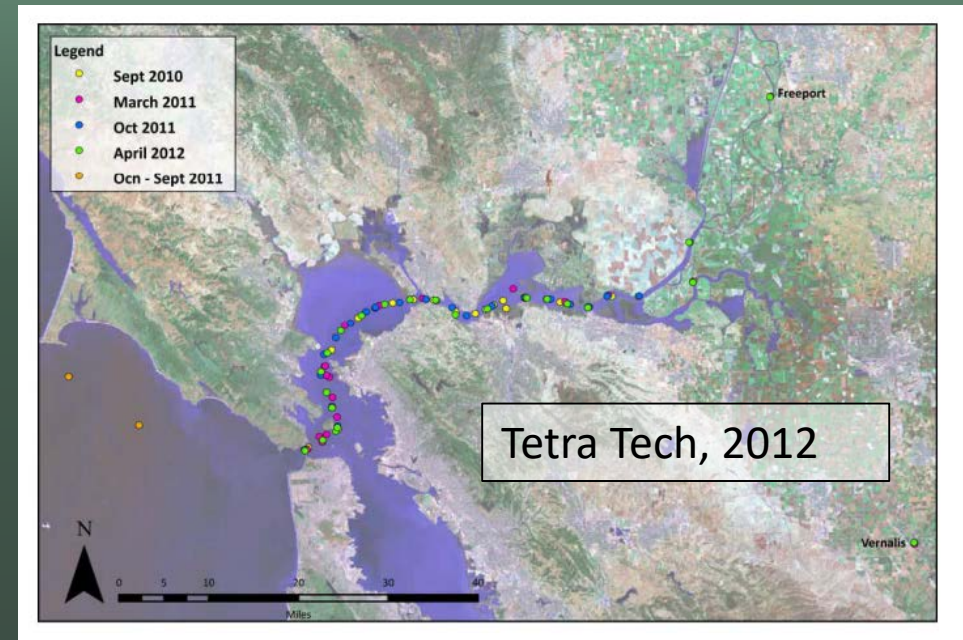 Legend
Sept 2010
March 2011
Oct 2011
April 2012
Ocn - Sept 2011
Freeport
Tetra Tech, 2012
Vernalis
N
0 5 10 20 30 40
Miles